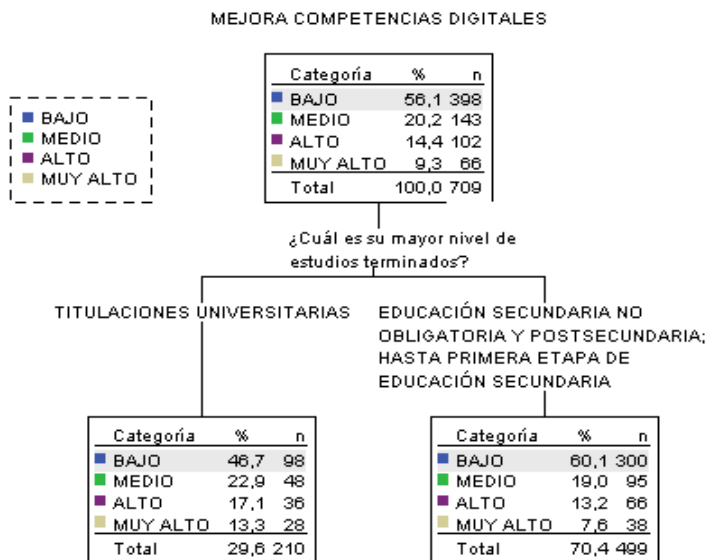 MEJORA COMPETENCIAS DIGITALES
BAJO
MEDIO
ALTO
MUY ALTO
Categoría % n
BAJO 56,1 398
MEDIO 20,2 143
ALTO 14,4 102
MUY ALTO 9,3 66
Total 100,0 709
¿Cuál es su mayor nivel de
estudios terminados?
TITULACIONES UNIVERSITARIAS
Categoría % n
BAJO 46,7 98
MEDIO 22,9 48
ALTO 17,1 36
MUY ALTO 13,3 28
Total 29,6 210
EDUCACIÓN SECUNDARIA NO
OBLIGATORIA Y POSTSECUNDARIA;
HASTA PRIMERA ETAPA DE
EDUCACIÓN SECUNDARIA
Categoría % n
BAJO 60,1 300
MEDIO 19,0 95
ALTO 13,2 66
MUY ALTO 7,6 38
Total 70,4 499